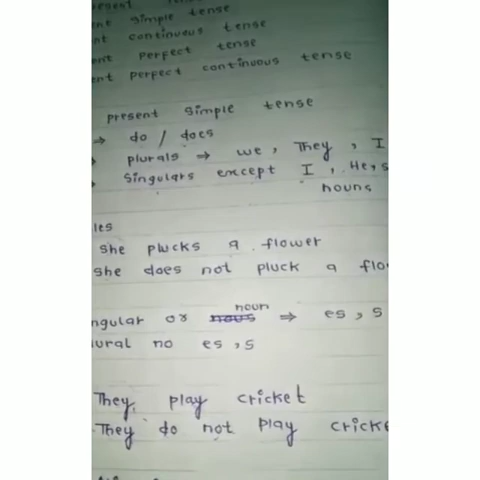 present
ent simple tense
nt continuous tense
ent perfect tense
ent perfect continuous tense
present simple tense
⇒ do / does
plurals ⇒ we, They, I
singulars except I, He, s
nouns
les
she plucks a flower
she does not pluck a flo
noun
ngular or nous ⇒ es, s
ural no es, s
They, play cricket
They do not play cricke